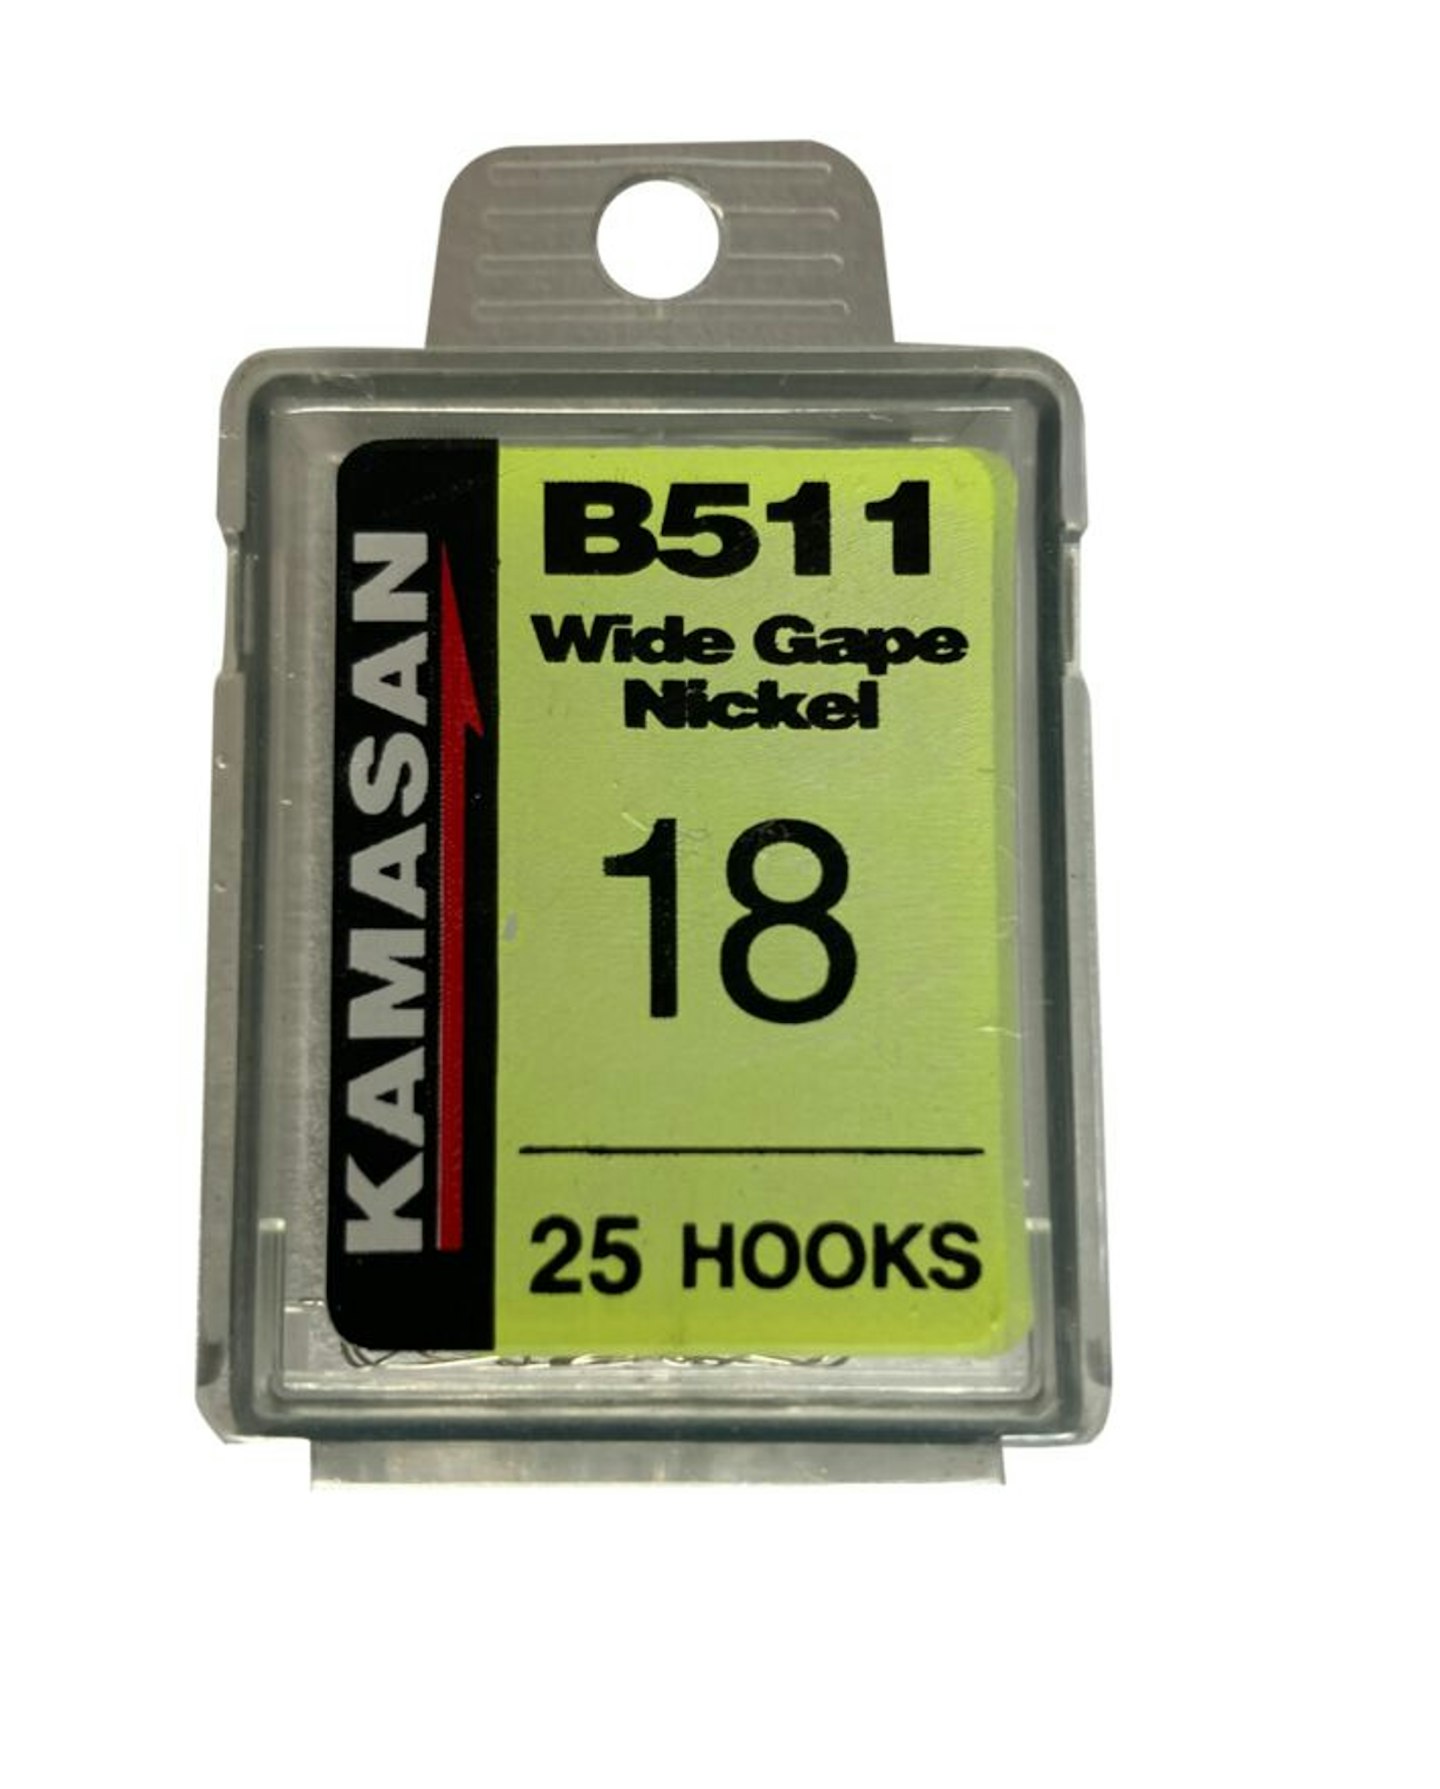 KAMASAN
B511
Wide Gape
Nickel
18
25 HOOKS